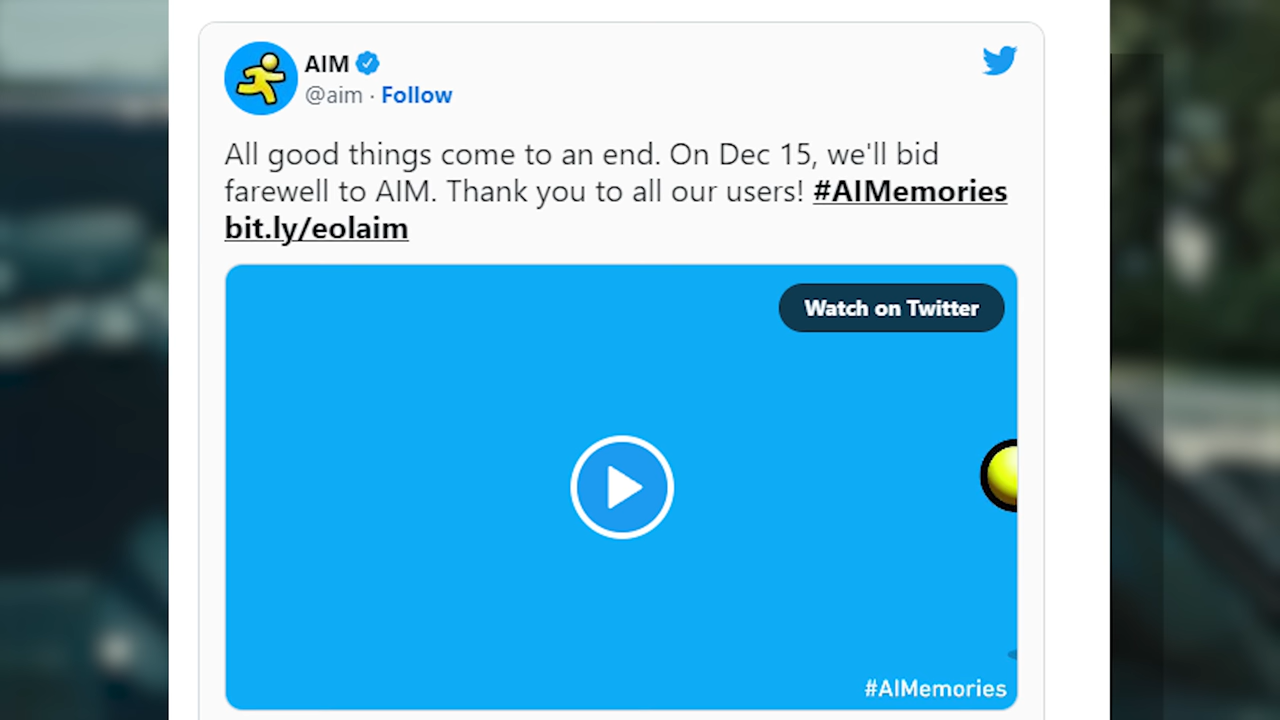 AIM
@aim · Follow
All good things come to an end. On Dec 15, we'll bid
farewell to AIM. Thank you to all our users! #AIMemories
bit.ly/eolaim
Watch on Twitter
#AIMemories